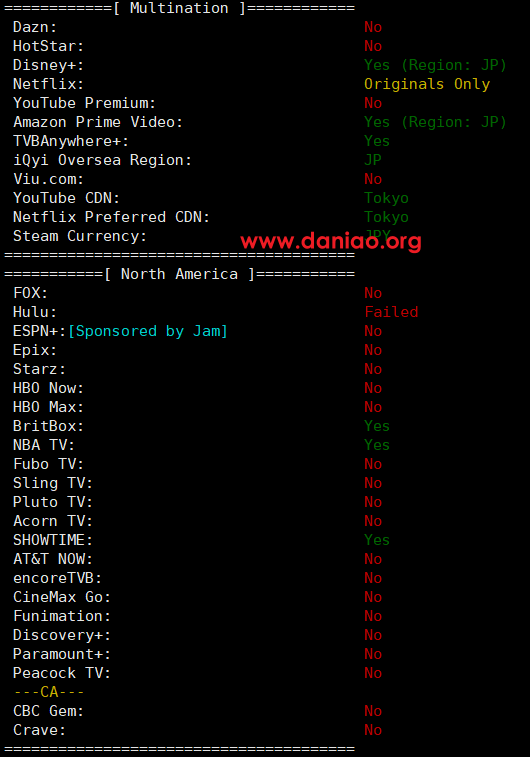 ============[ Multination ]============
Dazn: No
HotStar: No
Disney+: Yes (Region: JP)
Netflix: Originals Only
YouTube Premium: No
Amazon Prime Video: Yes (Region: JP)
TVBAnywhere+: Yes
iQyi Oversea Region: JP
Viu.com: No
YouTube CDN: Tokyo
Netflix Preferred CDN: Tokyo
Steam Currency: JPY
www.daniao.org
=======================================
===========[ North America ]===========
FOX: No
Hulu: Failed
ESPN+:[Sponsored by Jam] No
Epix: No
Starz: No
HBO Now: No
HBO Max: No
BritBox: Yes
NBA TV: Yes
Fubo TV: No
Sling TV: No
Pluto TV: No
Acorn TV: No
SHOWTIME: Yes
AT&T NOW: No
encoreTVB: No
CineMax Go: No
Funimation: No
Discovery+: No
Paramount+: No
Peacock TV: No
---CA---
CBC Gem: No
Crave: No
=======================================